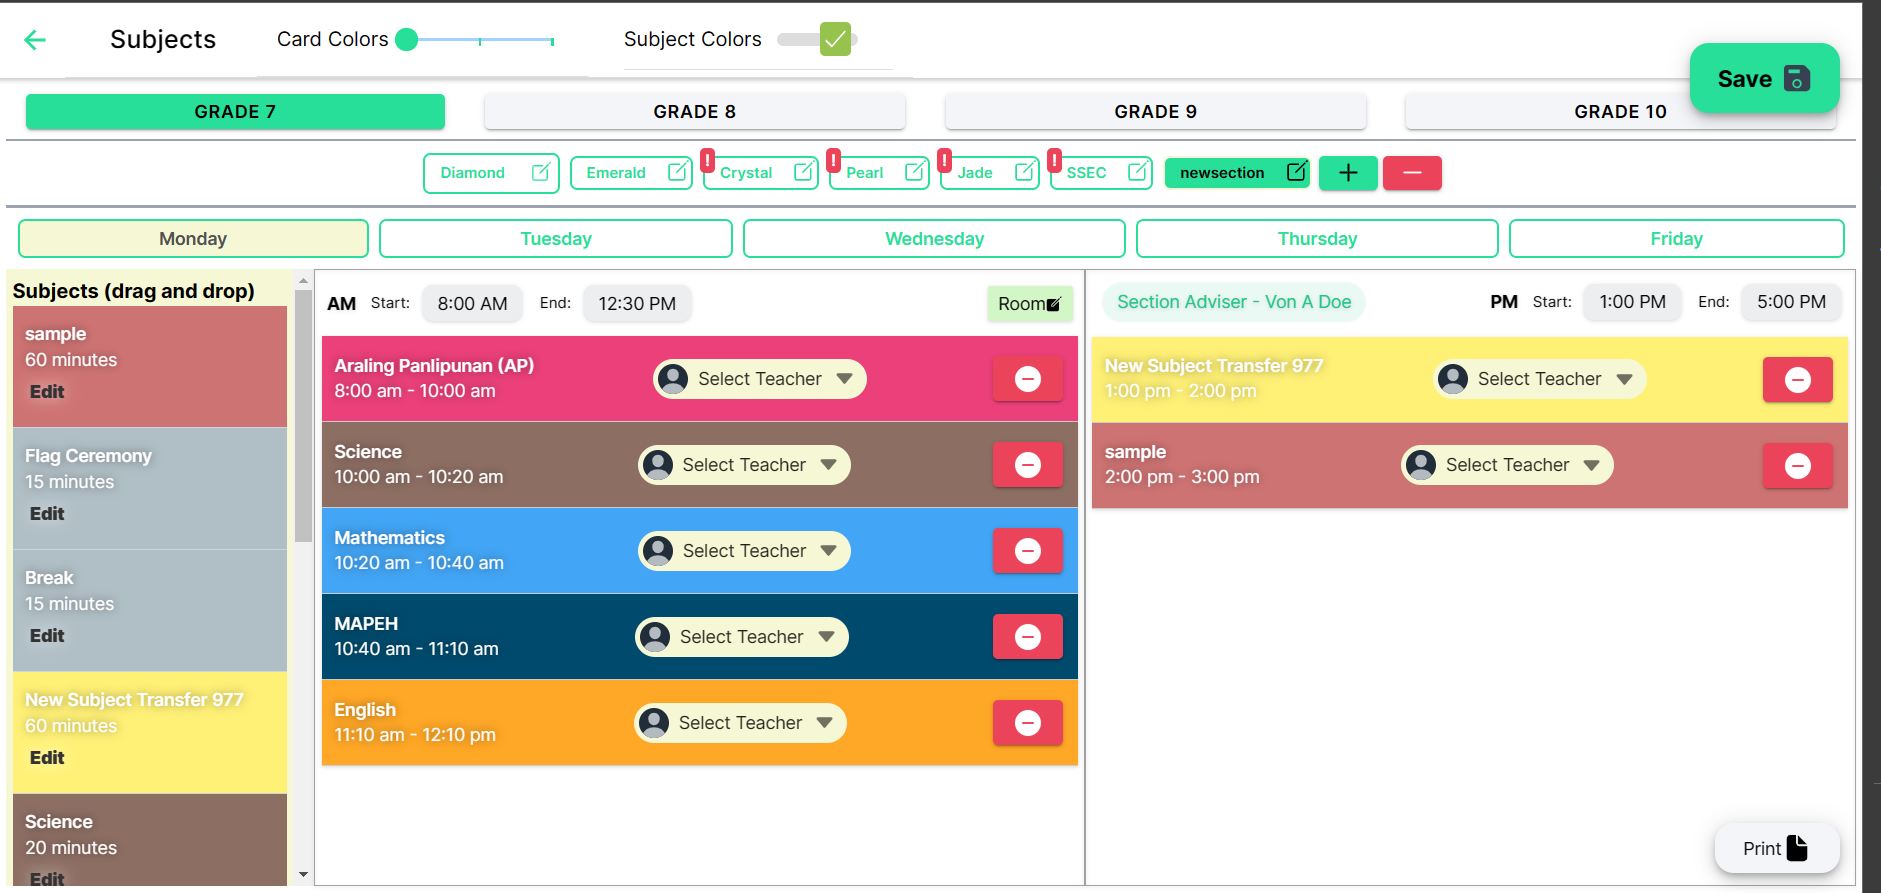 Subjects
Card Colors
Subject Colors
Save
GRADE 7
GRADE 8
GRADE 9
GRADE 10
Diamond
Emerald
!
Crystal
!
Pearl
!
Jade
!
SSEC
newsection
Monday
Tuesday
Wednesday
Thursday
Friday
Subjects (drag and drop)
sample
60 minutes
Edit
Flag Ceremony
15 minutes
Edit
Break
15 minutes
Edit
New Subject Transfer 977
60 minutes
Edit
Science
20 minutes
Edit
AM Start: 8:00 AM End: 12:30 PM
Room
Araling Panlipunan (AP)
8:00 am - 10:00 am
Select Teacher
Science
10:00 am - 10:20 am
Select Teacher
Mathematics
10:20 am - 10:40 am
Select Teacher
MAPEH
10:40 am - 11:10 am
Select Teacher
English
11:10 am - 12:10 pm
Select Teacher
Section Adviser - Von A Doe
PM Start: 1:00 PM End: 5:00 PM
New Subject Transfer 977
1:00 pm - 2:00 pm
Select Teacher
sample
2:00 pm - 3:00 pm
Select Teacher
Print